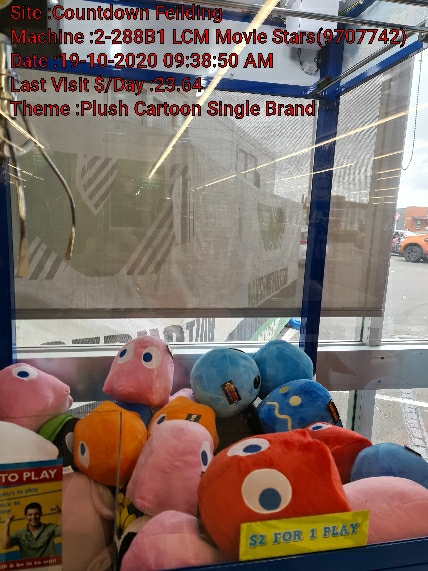 Site :Countdown Feilding
Machine :2-288B1 LCM Movie Stars(9707742)
Date :19-10-2020 09:38:50 AM
Last Visit $/Day :23.64
Theme :Plush Cartoon Single Brand
TO PLAY
$2 FOR 1 PLAY